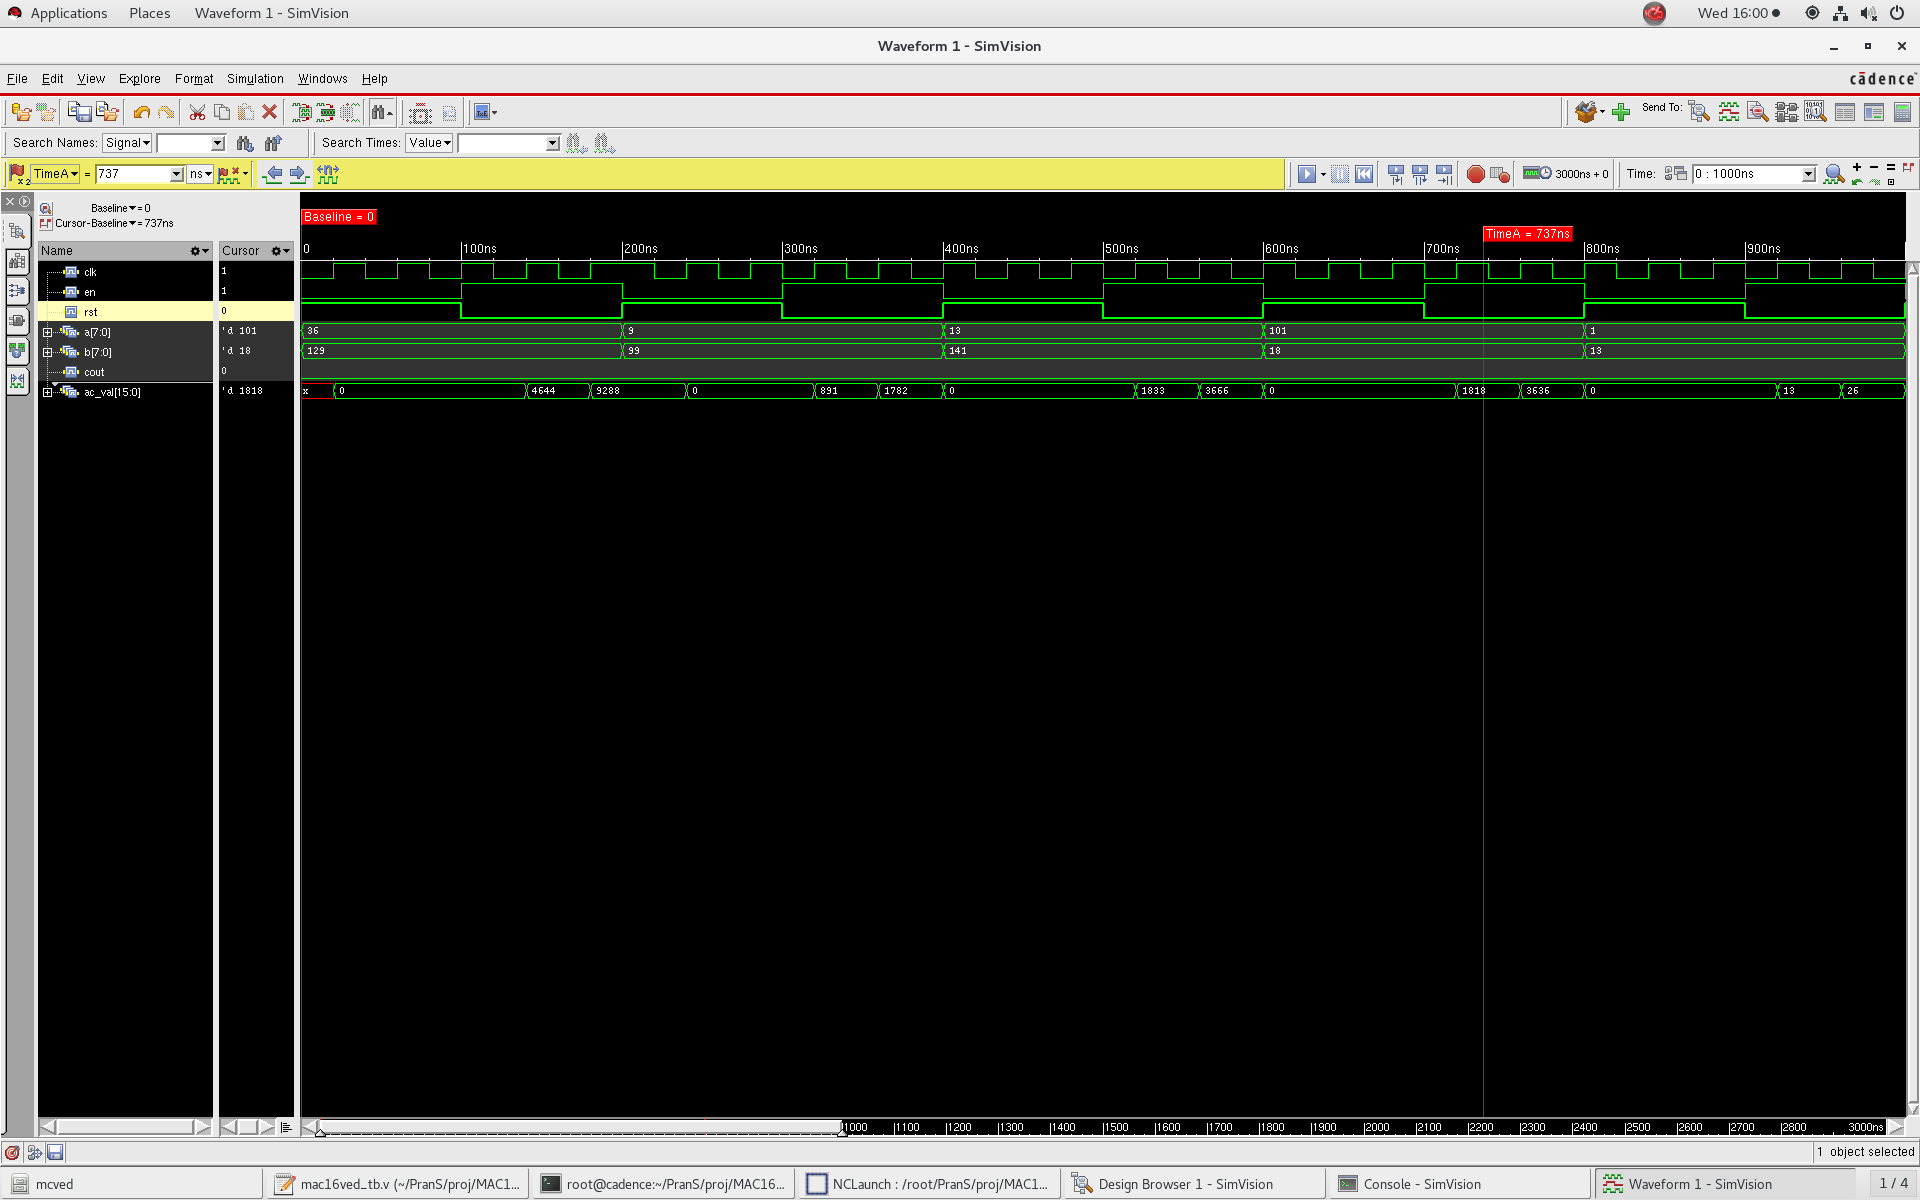 Applications Places Waveform 1 - SimVision Wed 16:00
Waveform 1 - SimVision
File Edit View Explore Format Simulation Windows Help cādence
Send To:
Search Names: Signal Search Times: Value
TimeA = 737 ns 3000ns + 0 Time: 0 : 1000ns
Baseline = 0
Cursor-Baseline = 737ns
Baseline = 0
TimeA = 737ns
Name Cursor 0 100ns 200ns 300ns 400ns 500ns 600ns 700ns 800ns 900ns
clk 1
en 1
rst 0
a[7:0] 'd 101 36 9 13 101 1
b[7:0] 'd 18 129 99 141 18 13
cout 0
ac_val[15:0] 'd 1818 x 0 4644 9288 0 891 1782 0 1833 3666 0 1818 3636 0 13 26
1000 1100 1200 1300 1400 1500 1600 1700 1800 1900 2000 2100 2200 2300 2400 2500 2600 2700 2800 3000ns
1 object selected
mcved mac16ved_tb.v (~/PranS/proj/MAC1... root@cadence:~/PranS/proj/MAC16... NCLaunch : /root/PranS/proj/MAC1... Design Browser 1 - SimVision Console - SimVision Waveform 1 - SimVision 1 / 4